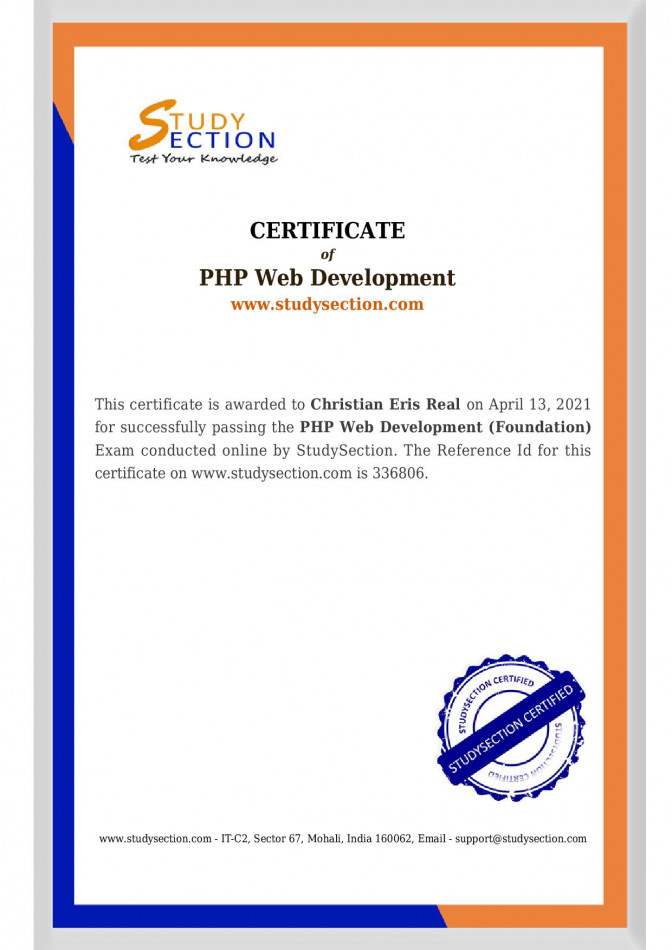 STUDY
SECTION
Test Your Knowledge
CERTIFICATE
of
PHP Web Development
www.studysection.com
This certificate is awarded to Christian Eris Real on April 13, 2021
for successfully passing the PHP Web Development (Foundation)
Exam conducted online by StudySection. The Reference Id for this
certificate on www.studysection.com is 336806.
STUDYSECTION CERTIFIED
STUDYSECTION CERTIFIED
STUDYSECTION CERTIFIED
www.studysection.com - IT-C2, Sector 67, Mohali, India 160062, Email - support@studysection.com